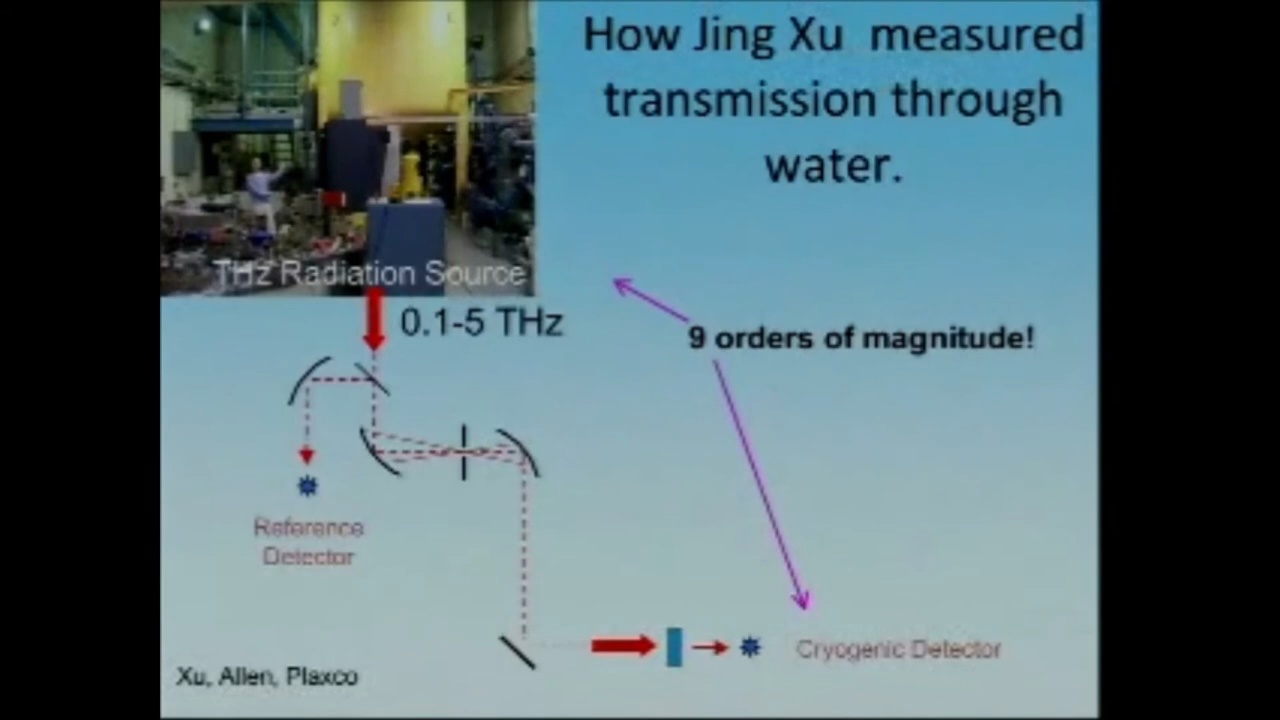 How Jing Xu measured
transmission through
water.
THz Radiation Source
0.1-5 THz
9 orders of magnitude!
Reference
Detector
Cryogenic Detector
Xu, Allen, Plaxco